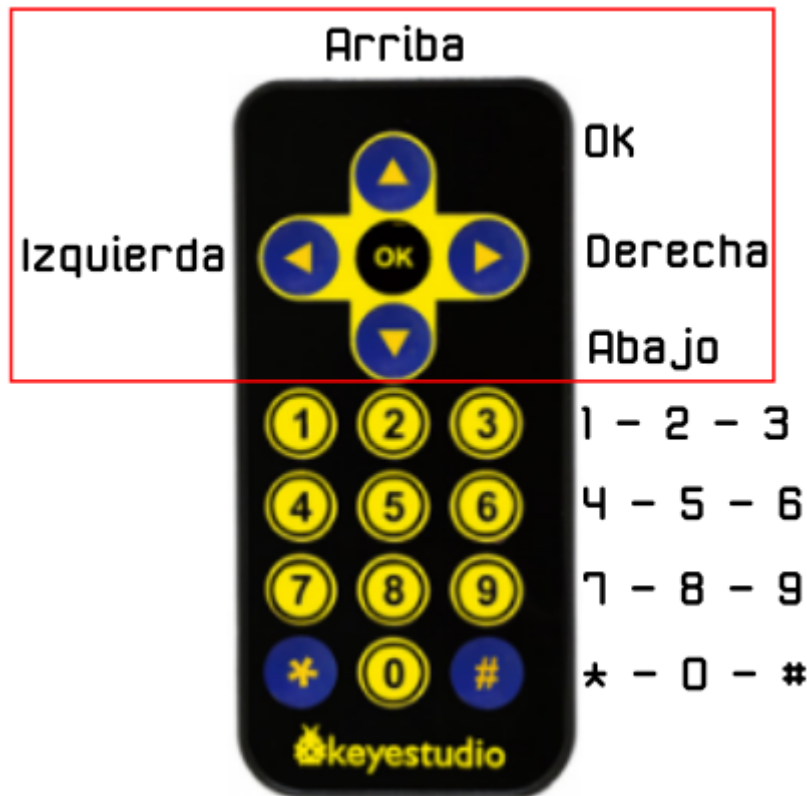 Arriba
OK
Izquierda
OK
Derecha
Abajo
1 2 3
1 - 2 - 3
4 5 6
4 - 5 - 6
7 8 9
7 - 8 - 9
* 0 #
* - 0 - #
keyestudio